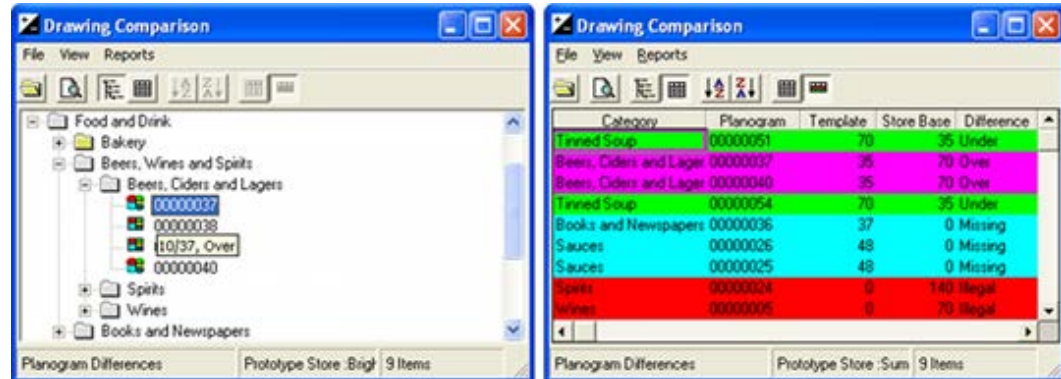 Drawing Comparison
File View Reports
Food and Drink
Bakery
Beers, Wines and Spirits
Beers, Ciders and Lagers
00000037
00000038
10/37, Over
00000040
Spirits
Wines
Books and Newspapers
Planogram Differences Prototype Store :Brigh 9 Items
Drawing Comparison
File View Reports
Category Planogram Template Store Base Difference
Tinned Soup 00000051 70 35 Under
Beers, Ciders and Lager 00000037 35 70 Over
Beers, Ciders and Lager 00000040 35 70 Over
Tinned Soup 00000054 70 35 Under
Books and Newspapers 00000036 37 0 Missing
Sauces 00000026 48 0 Missing
Sauces 00000025 48 0 Missing
Spirits 00000024 0 140 Illegal
Wines 00000005 0 70 Illegal
Planogram Differences Prototype Store :Sum 9 Items